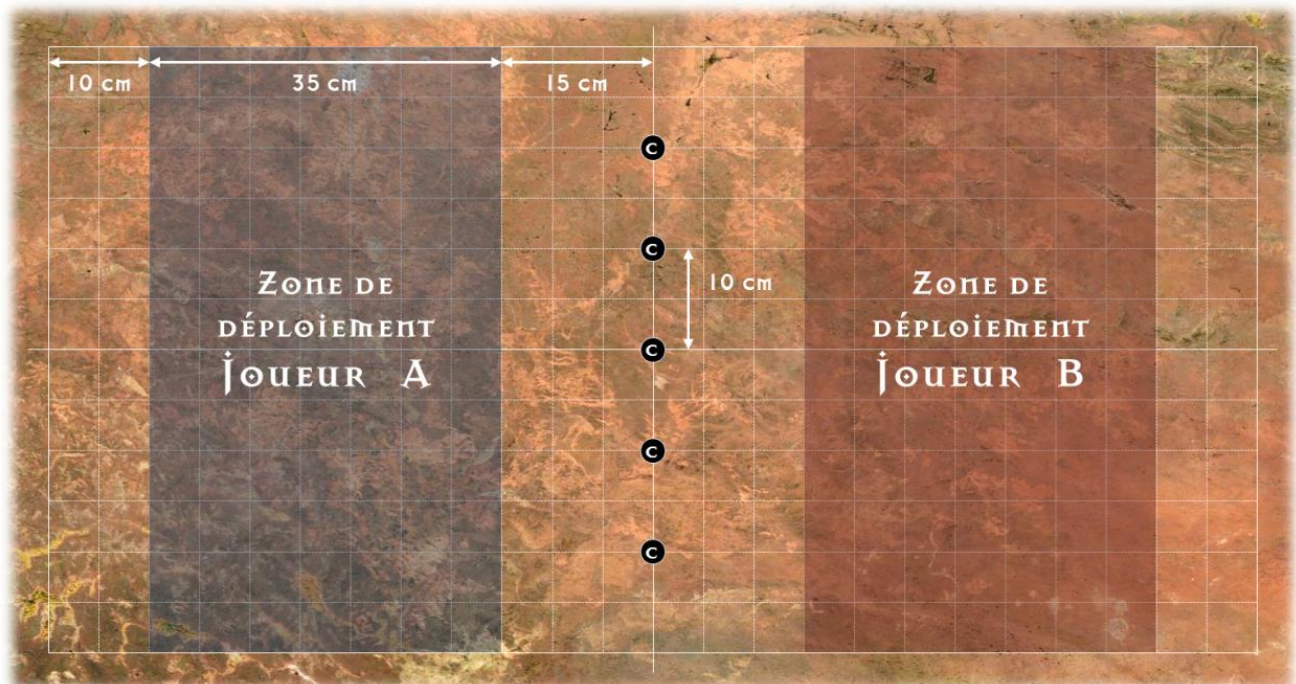 10 cm
35 cm
15 cm
C
C
10 cm
Zone de
déploiement
Joueur A
C
Zone de
déploiement
Joueur B
C
C